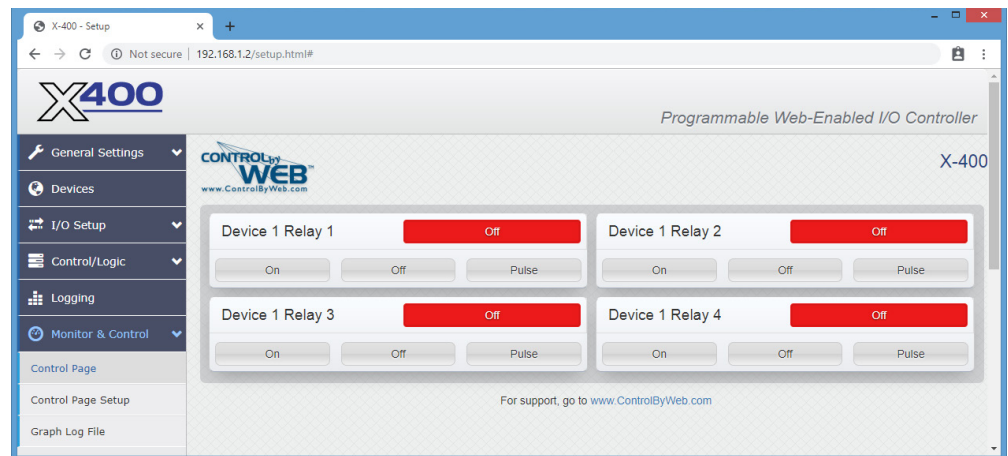 X-400 - Setup
Not secure | 192.168.1.2/setup.html#
X400
Programmable Web-Enabled I/O Controller
General Settings
Devices
I/O Setup
Control/Logic
Logging
Monitor & Control
Control Page
Control Page Setup
Graph Log File
CONTROL by
WEB™
www.ControlByWeb.com
X-400
Device 1 Relay 1 Off
On Off Pulse
Device 1 Relay 2 Off
On Off Pulse
Device 1 Relay 3 Off
On Off Pulse
Device 1 Relay 4 Off
On Off Pulse
For support, go to www.ControlByWeb.com